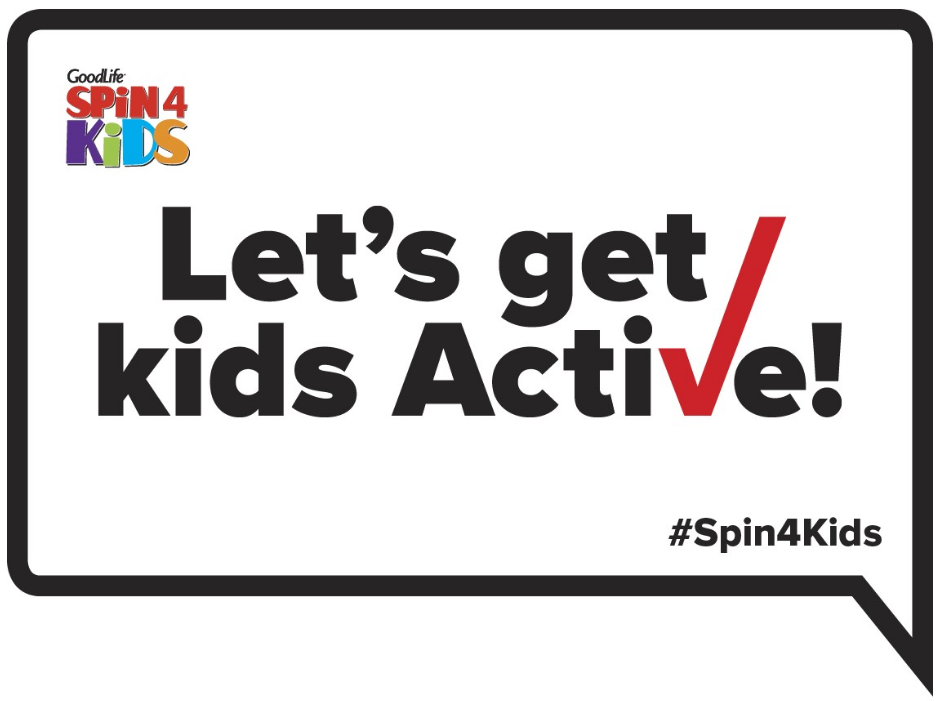 GoodLife
SPiN 4
KiDS
Let's get
kids Active!
#Spin4Kids